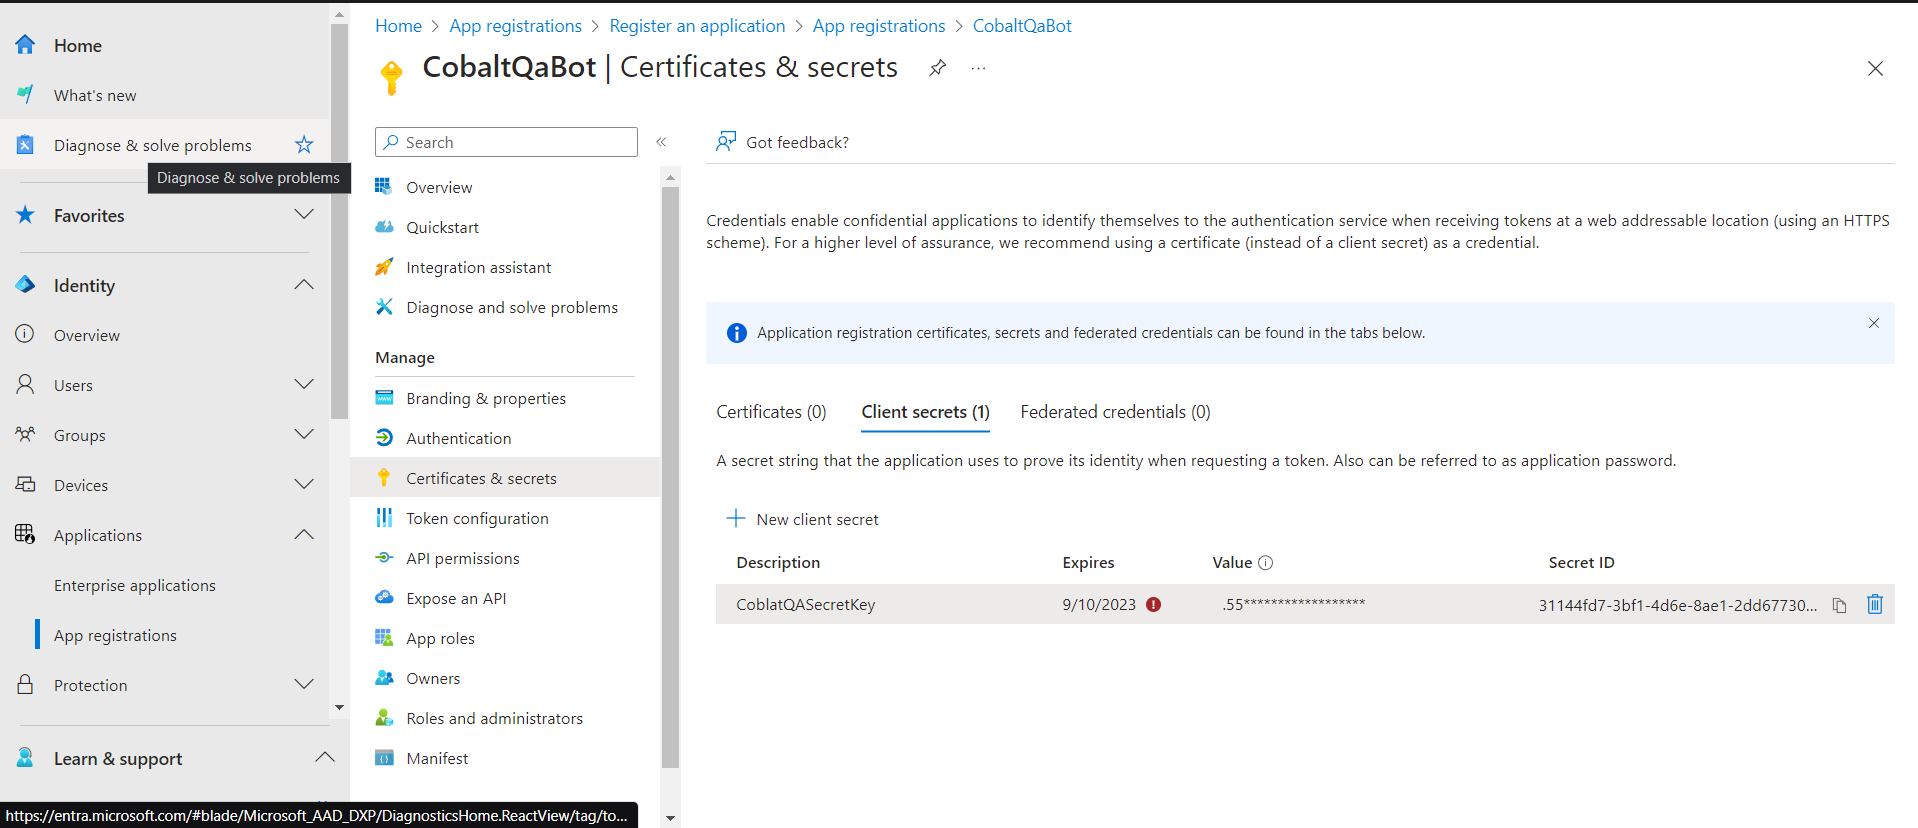 Home > App registrations > Register an application > App registrations > CobaltQaBot
CobaltQaBot | Certificates & secrets
...
Home
What's new
Diagnose & solve problems
Diagnose & solve problems
Favorites
Identity
Overview
Users
Groups
Devices
Applications
Enterprise applications
App registrations
Protection
Learn & support
https://entra.microsoft.com/#blade/Microsoft_AAD_DXP/DiagnosticsHome.ReactView/tag/to...
Search
«
Overview
Quickstart
Integration assistant
Diagnose and solve problems
Manage
Branding & properties
Authentication
Certificates & secrets
Token configuration
API permissions
Expose an API
App roles
Owners
Roles and administrators
Manifest
Got feedback?
Credentials enable confidential applications to identify themselves to the authentication service when receiving tokens at a web addressable location (using an HTTPS
scheme). For a higher level of assurance, we recommend using a certificate (instead of a client secret) as a credential.
Application registration certificates, secrets and federated credentials can be found in the tabs below.
Certificates (0) Client secrets (1) Federated credentials (0)
A secret string that the application uses to prove its identity when requesting a token. Also can be referred to as application password.
New client secret
Description Expires Value Secret ID
CoblatQASecretKey 9/10/2023 .55****************** 31144fd7-3bf1-4d6e-8ae1-2dd67730...